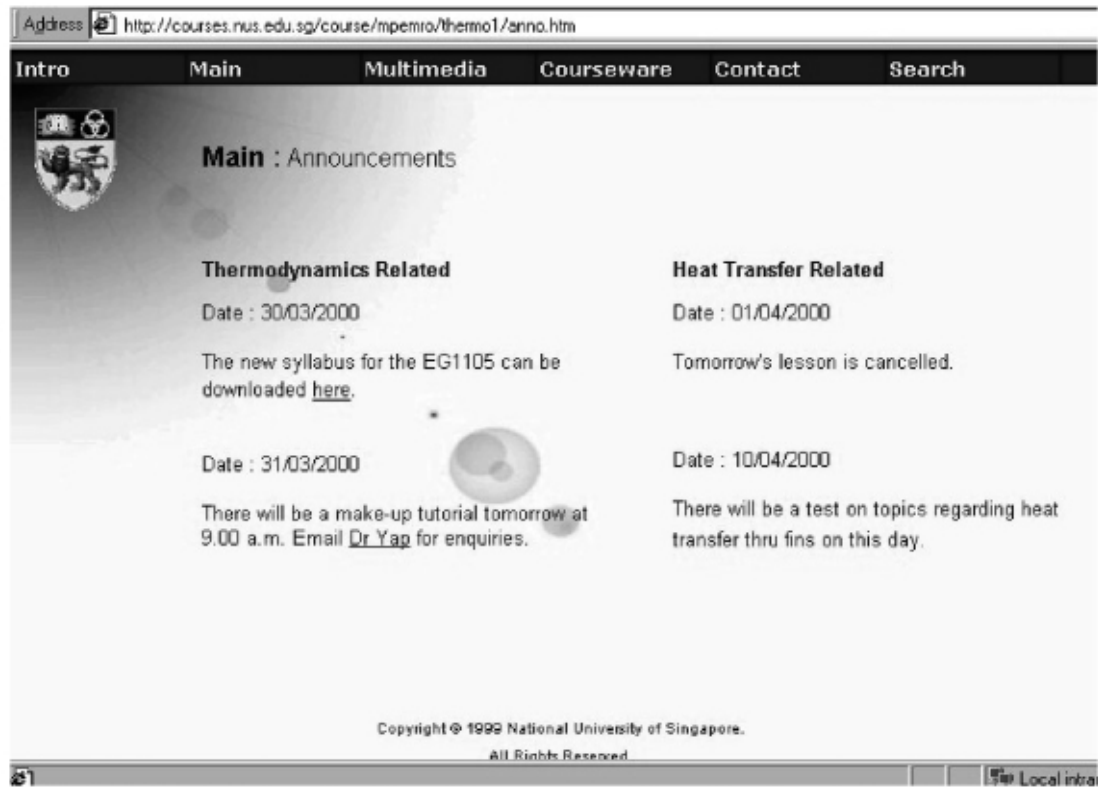 Address http://courses.nus.edu.sg/course/mpemro/thermo1/anno.htm
Intro Main Multimedia Courseware Contact Search
Main : Announcements
Thermodynamics Related
Date : 30/03/2000
The new syllabus for the EG1105 can be
downloaded here.
Date : 31/03/2000
There will be a make-up tutorial tomorrow at
9.00 a.m. Email Dr Yap for enquiries.
Heat Transfer Related
Date : 01/04/2000
Tomorrow's lesson is cancelled.
Date : 10/04/2000
There will be a test on topics regarding heat
transfer thru fins on this day.
Copyright © 1999 National University of Singapore.
All Rights Reserved
Local intra